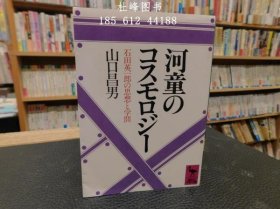 杜峰图书
185 612 44188
河童の
コスモロジー
石田英一郎の思想と学問
山口昌男